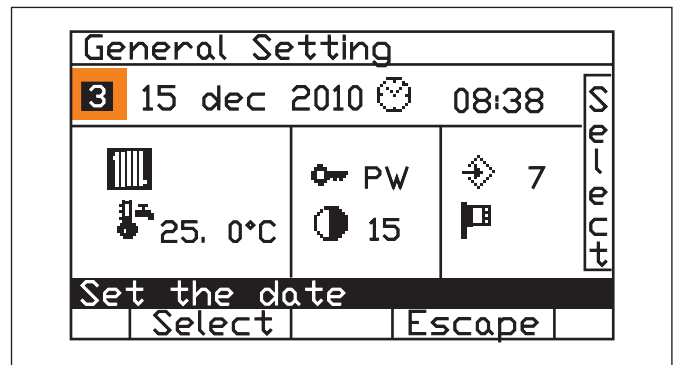 General Setting
3 15 dec 2010 08:38
Select
PW 7
25. 0°C 15
Set the date
Select Escape